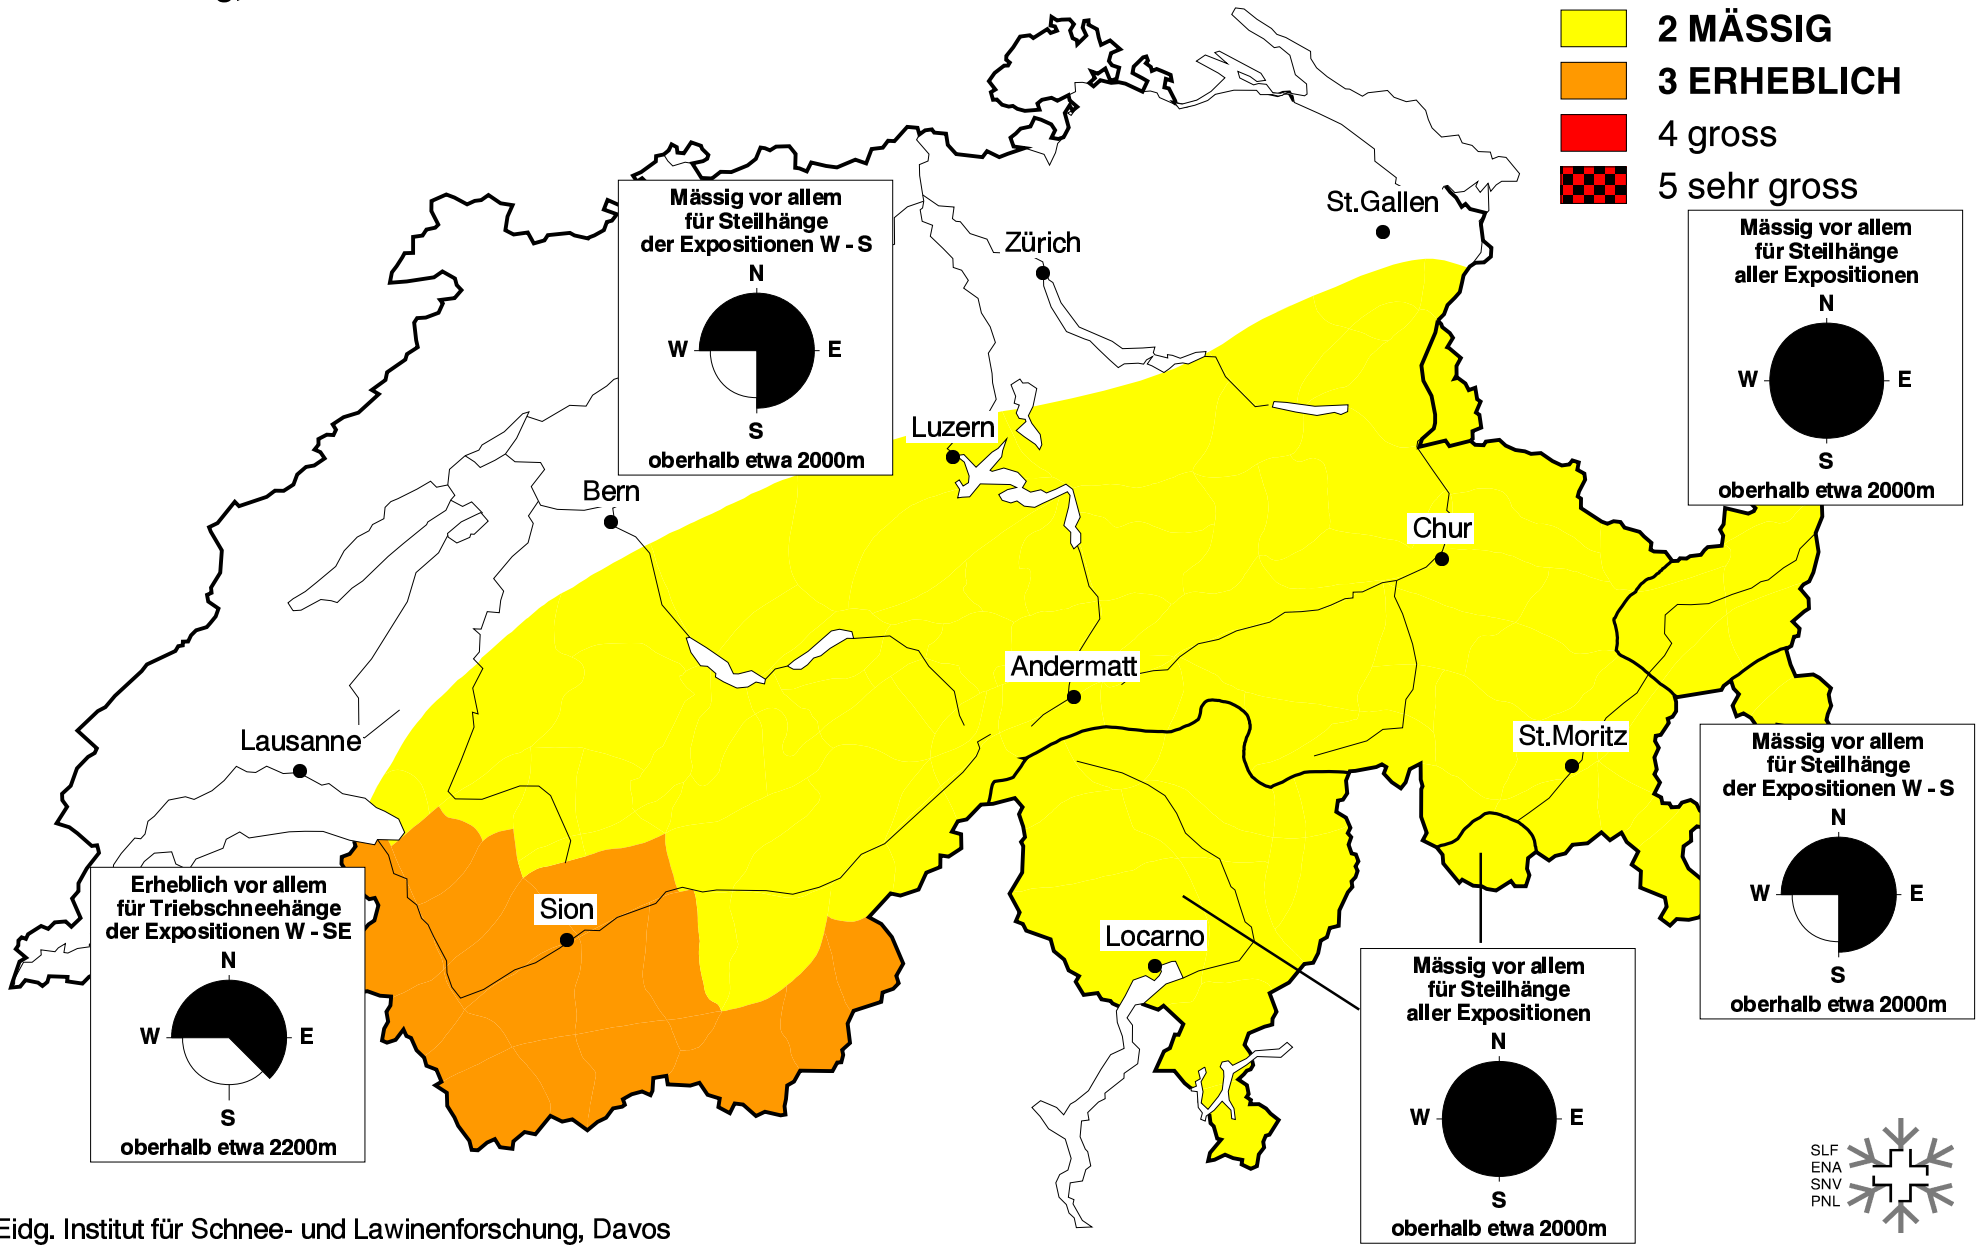 2 MÄSSIG
3 ERHEBLICH
4 gross
5 sehr gross
Mässig vor allem
für Steilhänge
der Expositionen W - S
N
W
E
S
oberhalb etwa 2000m
St.Gallen
Zürich
Mässig vor allem
für Steilhänge
aller Expositionen
N
W
E
S
oberhalb etwa 2000m
Luzern
Bern
Chur
Andermatt
Lausanne
St.Moritz
Mässig vor allem
für Steilhänge
der Expositionen W - S
N
W
E
S
oberhalb etwa 2000m
Erheblich vor allem
für Triebschneehänge
der Expositionen W - SE
N
W
E
S
oberhalb etwa 2200m
Sion
Locarno
Mässig vor allem
für Steilhänge
aller Expositionen
N
W
E
S
oberhalb etwa 2000m
SLF
ENA
SNV
PNL
Eidg. Institut für Schnee- und Lawinenforschung, Davos